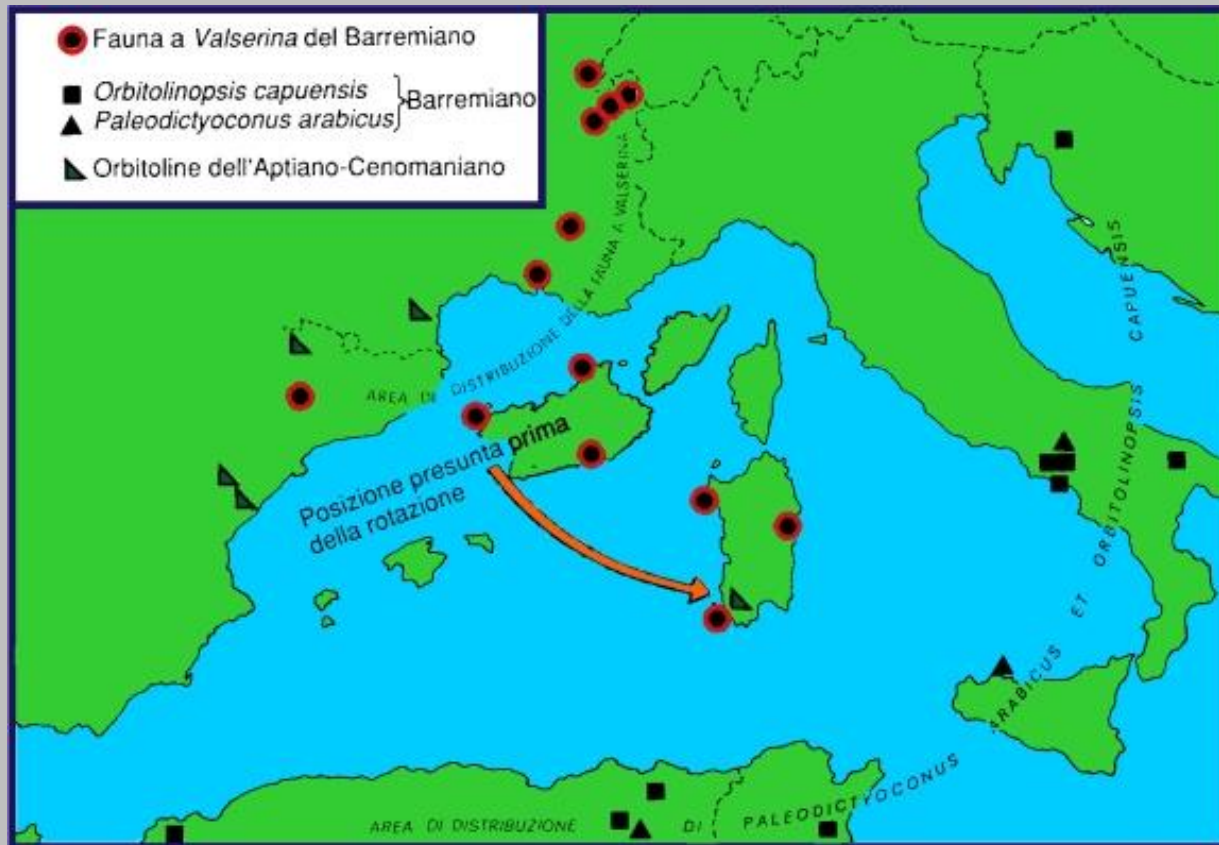 Fauna a Valserina del Barremiano
Orbitolinopsis capuensis
Paleodictyoconus arabicus
Barremiano
Orbitoline dell'Aptiano-Cenomaniano
AREA DI DISTRIBUZIONE DELLA FAUNA A VALSERINA
Posizione presunta prima
della rotazione
AREA DI DISTRIBUZIONE DI PALEODICTYOCONUS ARABICUS ET ORBITOLINOPSIS CAPUENSIS